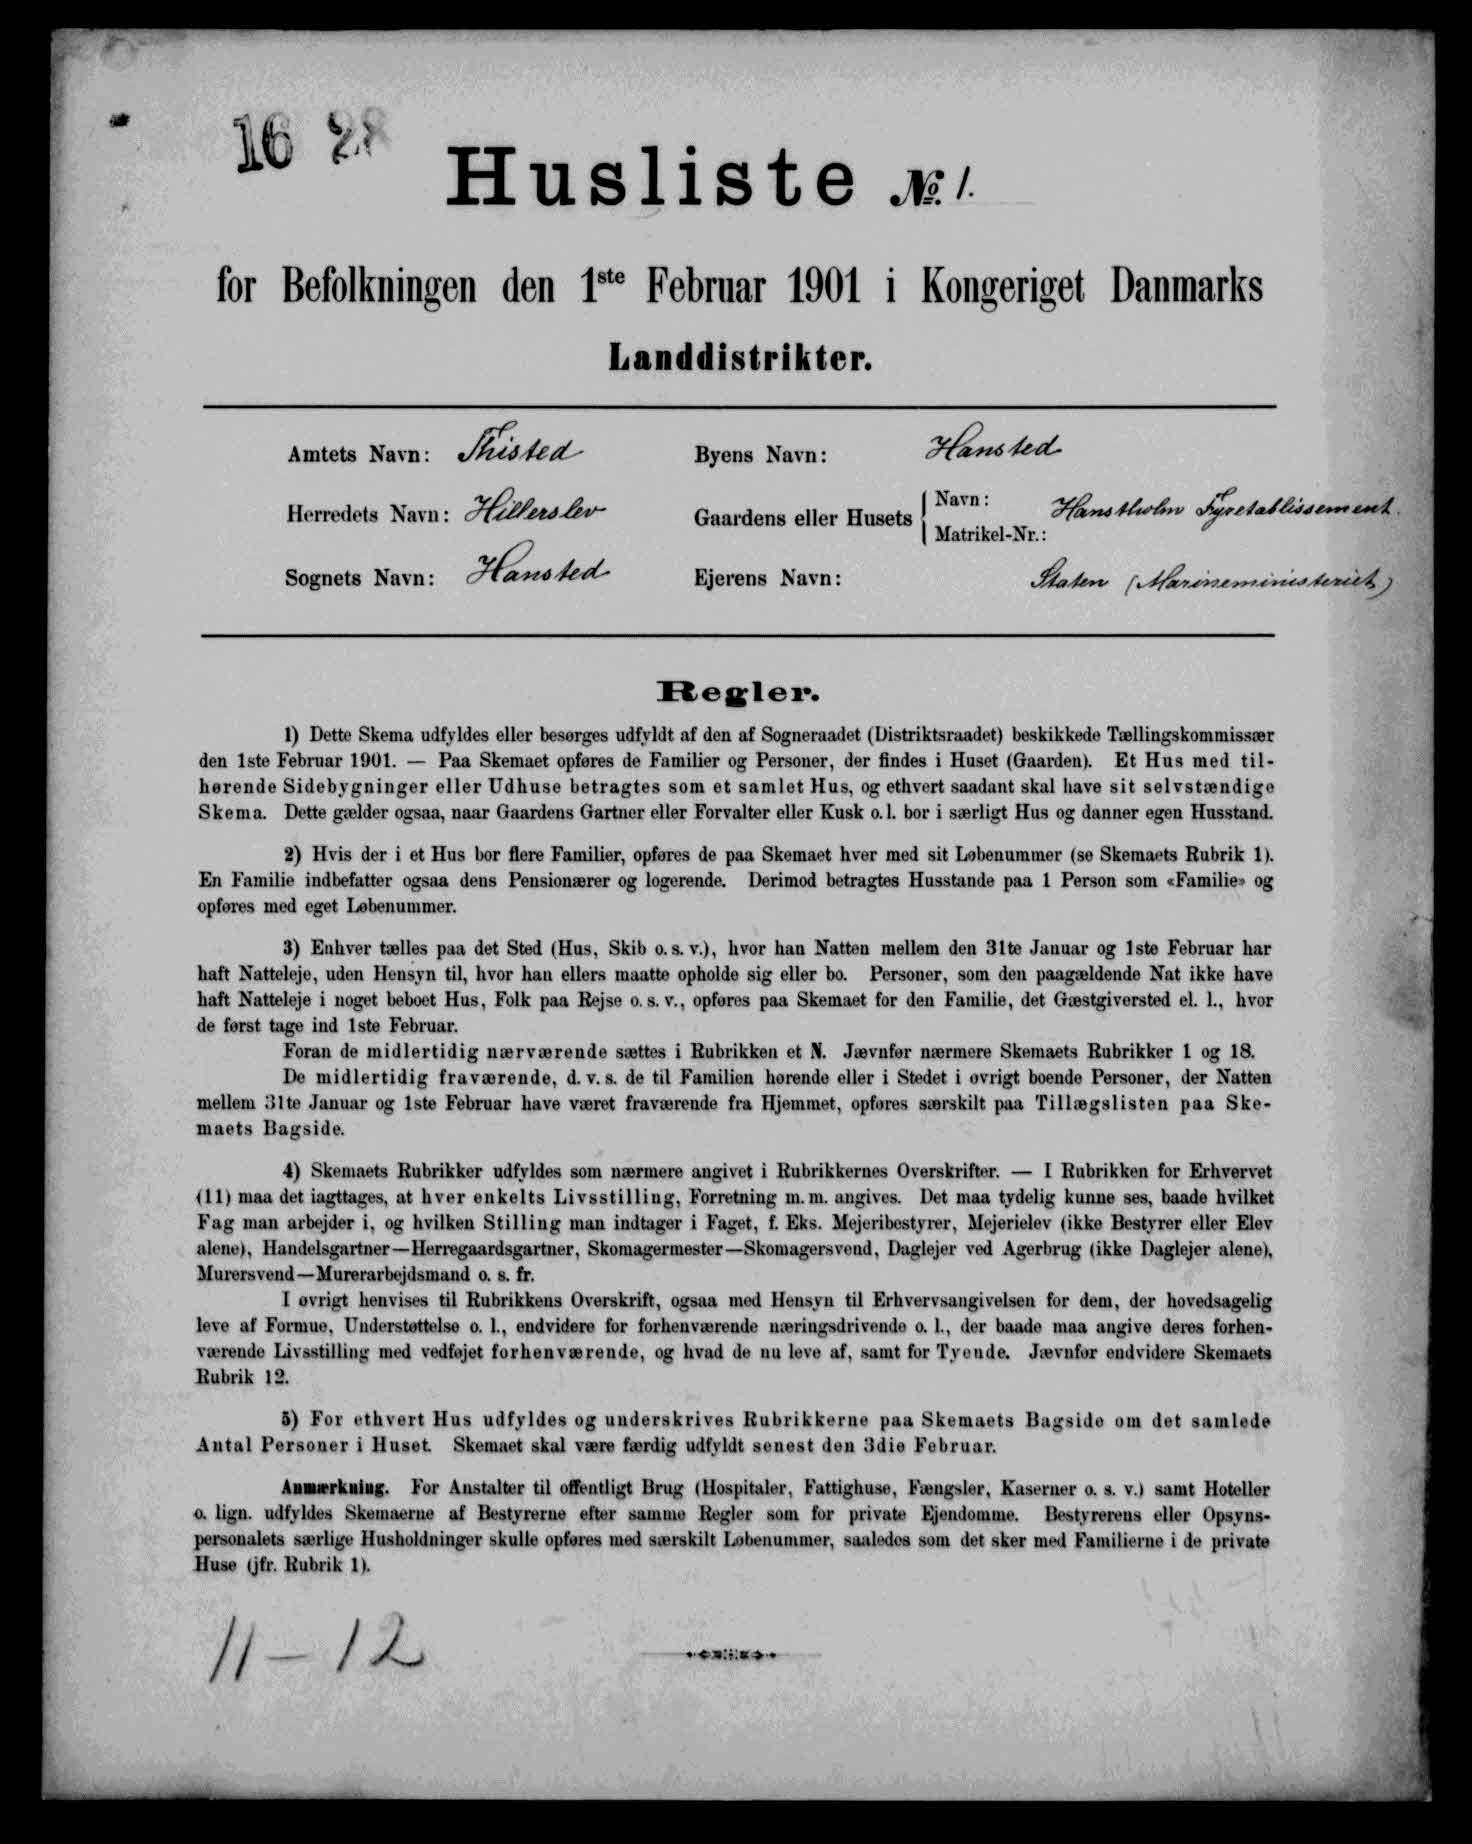 16
Husliste No. 1.
for Befolkningen den 1ste Februar 1901 i Kongeriget Danmarks
Landdistrikter.
Amtets Navn: Thisted Byens Navn: Hansted
Herredets Navn: Hillerslev Gaardens eller Husets { Navn: Hanstholm Fyretablissement.
Matrikel-Nr.:
Sognets Navn: Hansted Ejerens Navn: Staten (Marineministeriet)
Regler.
1) Dette Skema udfyldes eller besørges udfyldt af den af Sogneraadet (Distriktsraadet) beskikkede Tællingskommissær
den 1ste Februar 1901. — Paa Skemaet opføres de Familier og Personer, der findes i Huset (Gaarden). Et Hus med til-
hørende Sidebygninger eller Udhuse betragtes som et samlet Hus, og ethvert saadant skal have sit selvstændige
Skema. Dette gælder ogsaa, naar Gaardens Gartner eller Forvalter eller Kusk o. l. bor i særligt Hus og danner egen Husstand.
2) Hvis der i et Hus bor flere Familier, opføres de paa Skemaet hver med sit Løbenummer (se Skemaets Rubrik 1).
En Familie indbefatter ogsaa dens Pensionærer og logerende. Derimod betragtes Husstande paa 1 Person som «Familie» og
opføres med eget Løbenummer.
3) Enhver tælles paa det Sted (Hus, Skib o. s. v.), hvor han Natten mellem den 31te Januar og 1ste Februar har
haft Natteleje, uden Hensyn til, hvor han ellers maatte opholde sig eller bo. Personer, som den paagældende Nat ikke have
haft Natteleje i noget beboet Hus, Folk paa Rejse o. s. v., opføres paa Skemaet for den Familie, det Gæstgiversted el. l., hvor
de først tage ind 1ste Februar.
Foran de midlertidig nærværende sættes i Rubrikken et N. Jævnfør nærmere Skemaets Rubrikker 1 og 18.
De midlertidig fraværende, d. v. s. de til Familien hørende eller i Stedet i øvrigt boende Personer, der Natten
mellem 31te Januar og 1ste Februar have været fraværende fra Hjemmet, opføres særskilt paa Tillægslisten paa Ske-
maets Bagside.
4) Skemaets Rubrikker udfyldes som nærmere angivet i Rubrikkernes Overskrifter. — I Rubrikken for Erhvervet
(11) maa det iagttages, at hver enkelts Livsstilling, Forretning m. m. angives. Det maa tydelig kunne ses, baade hvilket
Fag man arbejder i, og hvilken Stilling man indtager i Faget, f. Eks. Mejeribestyrer, Mejerielev (ikke Bestyrer eller Elev
alene), Handelsgartner—Herregaardsgartner, Skomagermester—Skomagersvend, Daglejer ved Agerbrug (ikke Daglejer alene),
Murersvend—Murerarbejdsmand o. s. fr.
I øvrigt henvises til Rubrikkens Overskrift, ogsaa med Hensyn til Erhvervsangivelsen for dem, der hovedsagelig
leve af Formue, Understøttelse o. l., endvidere for forhenværende næringsdrivende o. l., der baade maa angive deres forhen-
værende Livsstilling med vedføjet forhenværende, og hvad de nu leve af, samt for Tyende. Jævnfør endvidere Skemaets
Rubrik 12.
5) For ethvert Hus udfyldes og underskrives Rubrikkerne paa Skemaets Bagside om det samlede
Antal Personer i Huset. Skemaet skal være færdig udfyldt senest den 3die Februar.
Anmærkning. For Anstalter til offentligt Brug (Hospitaler, Fattighuse, Fængsler, Kaserner o. s. v.) samt Hoteller
o. lign. udfyldes Skemaerne af Bestyrerne efter samme Regler som for private Ejendomme. Bestyrerens eller Opsyns-
personalets særlige Husholdninger skulle opføres med særskilt Løbenummer, saaledes som det sker med Familierne i de private
Huse (jfr. Rubrik 1).
11-12